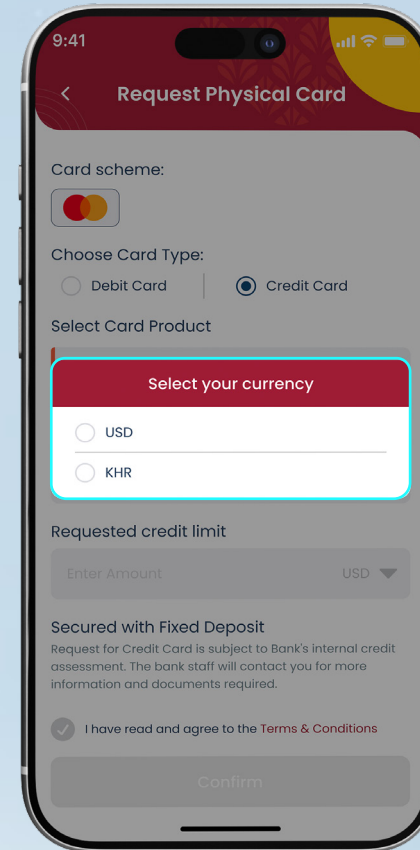 9:41
Request Physical Card
Card scheme:
Choose Card Type:
Debit Card
Credit Card
Select Card Product
Select your currency
USD
KHR
Requested credit limit
Enter Amount
USD
Secured with Fixed Deposit
Request for Credit Card is subject to Bank's internal credit
assessment. The bank staff will contact you for more
information and documents required.
I have read and agree to the Terms & Conditions
Confirm